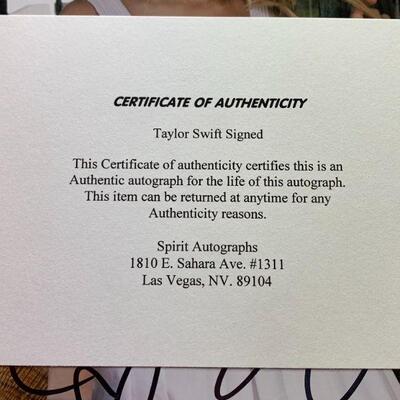 CERTIFICATE OF AUTHENTICITY
Taylor Swift Signed
This Certificate of authenticity certifies this is an
Authentic autograph for the life of this autograph.
This item can be returned at anytime for any
Authenticity reasons.
Spirit Autographs
1810 E. Sahara Ave. #1311
Las Vegas, NV. 89104